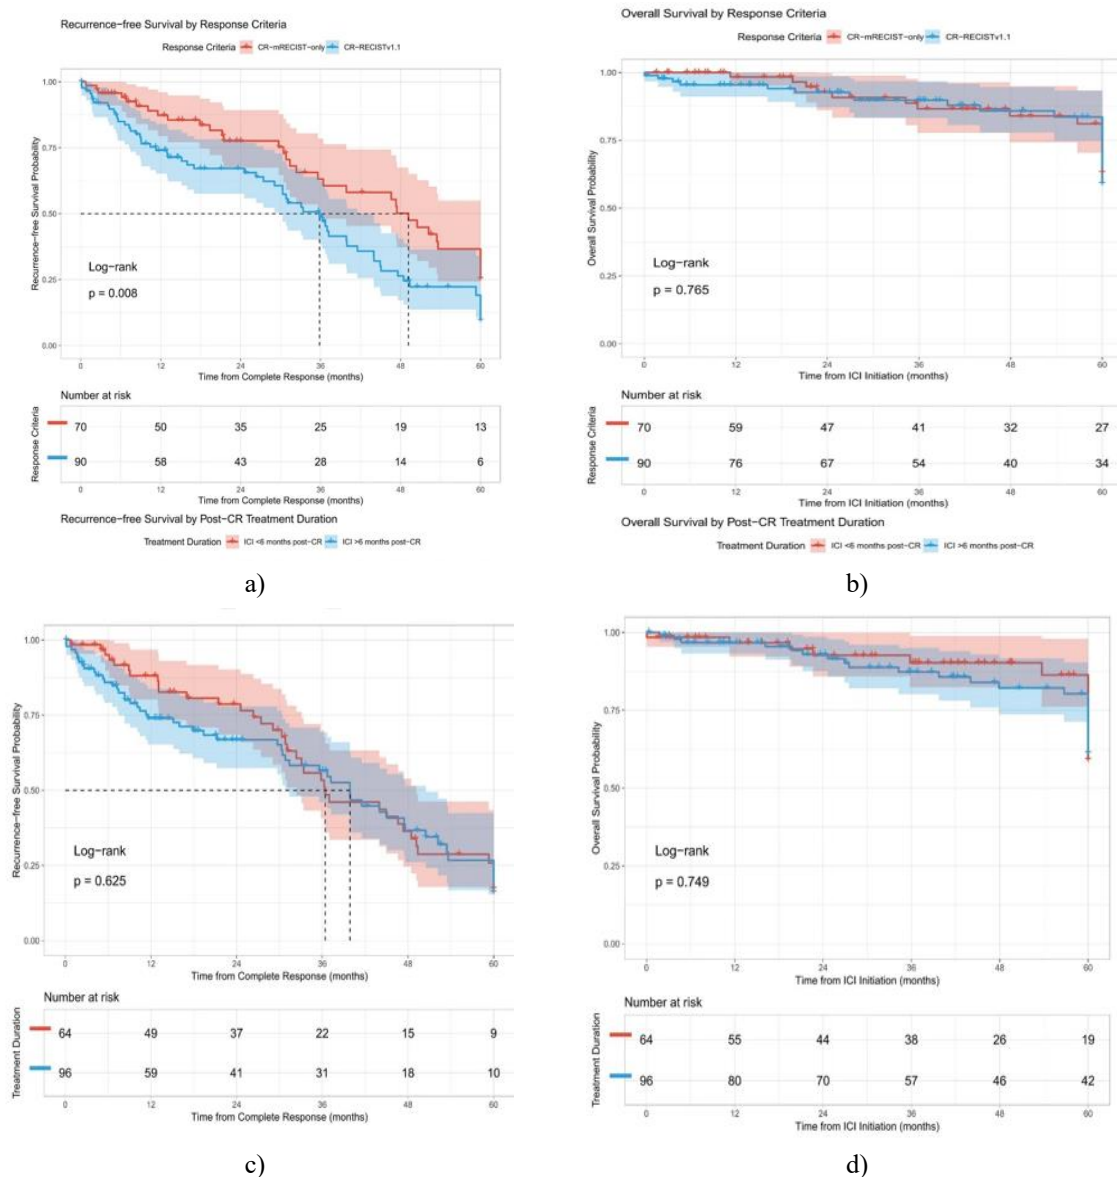 Recurrence-free Survival by Response Criteria
Response Criteria CR-mRECIST-only CR-RECISTv1.1
Recurrence-free Survival Probability
1.00
0.75
0.50
0.25
0.00
Log-rank
p = 0.008
0 12 24 36 48 60
Time from Complete Response (months)
Number at risk
Response Criteria
70 50 35 25 19 13
90 58 43 28 14 6
0 12 24 36 48 60
Time from Complete Response (months)
Overall Survival by Response Criteria
Response Criteria CR-mRECIST-only CR-RECISTv1.1
Overall Survival Probability
1.00
0.75
0.50
0.25
0.00
Log-rank
p = 0.765
0 12 24 36 48 60
Time from ICI Initiation (months)
Number at risk
Response Criteria
70 59 47 41 32 27
90 76 67 54 40 34
0 12 24 36 48 60
Time from ICI Initiation (months)
Recurrence-free Survival by Post-CR Treatment Duration
Treatment Duration ICI <6 months post-CR ICI >6 months post-CR
a)
Overall Survival by Post-CR Treatment Duration
Treatment Duration ICI <6 months post-CR ICI >6 months post-CR
b)
Recurrence-free Survival Probability
1.00
0.75
0.50
0.25
0.00
Log-rank
p = 0.625
0 12 24 36 48 60
Time from Complete Response (months)
Number at risk
Treatment Duration
64 49 37 22 15 9
96 59 41 31 18 10
0 12 24 36 48 60
Time from Complete Response (months)
c)
Overall Survival Probability
1.00
0.75
0.50
0.25
0.00
Log-rank
p = 0.749
0 12 24 36 48 60
Time from ICI Initiation (months)
Number at risk
Treatment Duration
64 55 44 38 26 19
96 80 70 57 46 42
0 12 24 36 48 60
Time from ICI Initiation (months)
d)